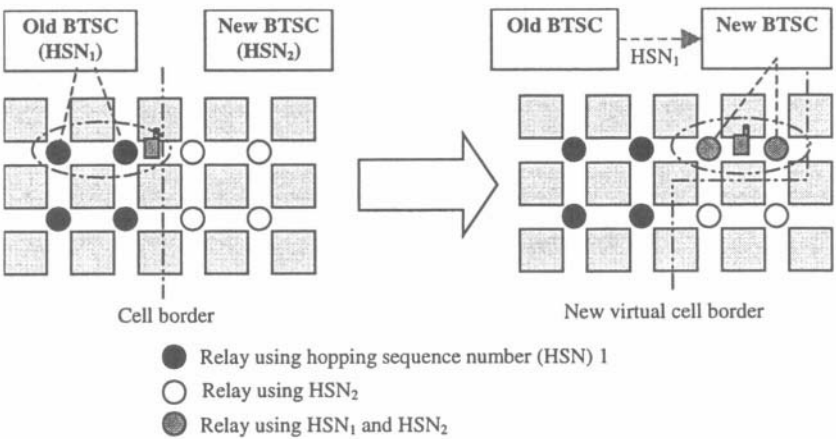 Old BTSC
(HSN₁)
New BTSC
(HSN₂)
Old BTSC
HSN₁
New BTSC
Cell border
New virtual cell border
Relay using hopping sequence number (HSN) 1
Relay using HSN₂
Relay using HSN₁ and HSN₂